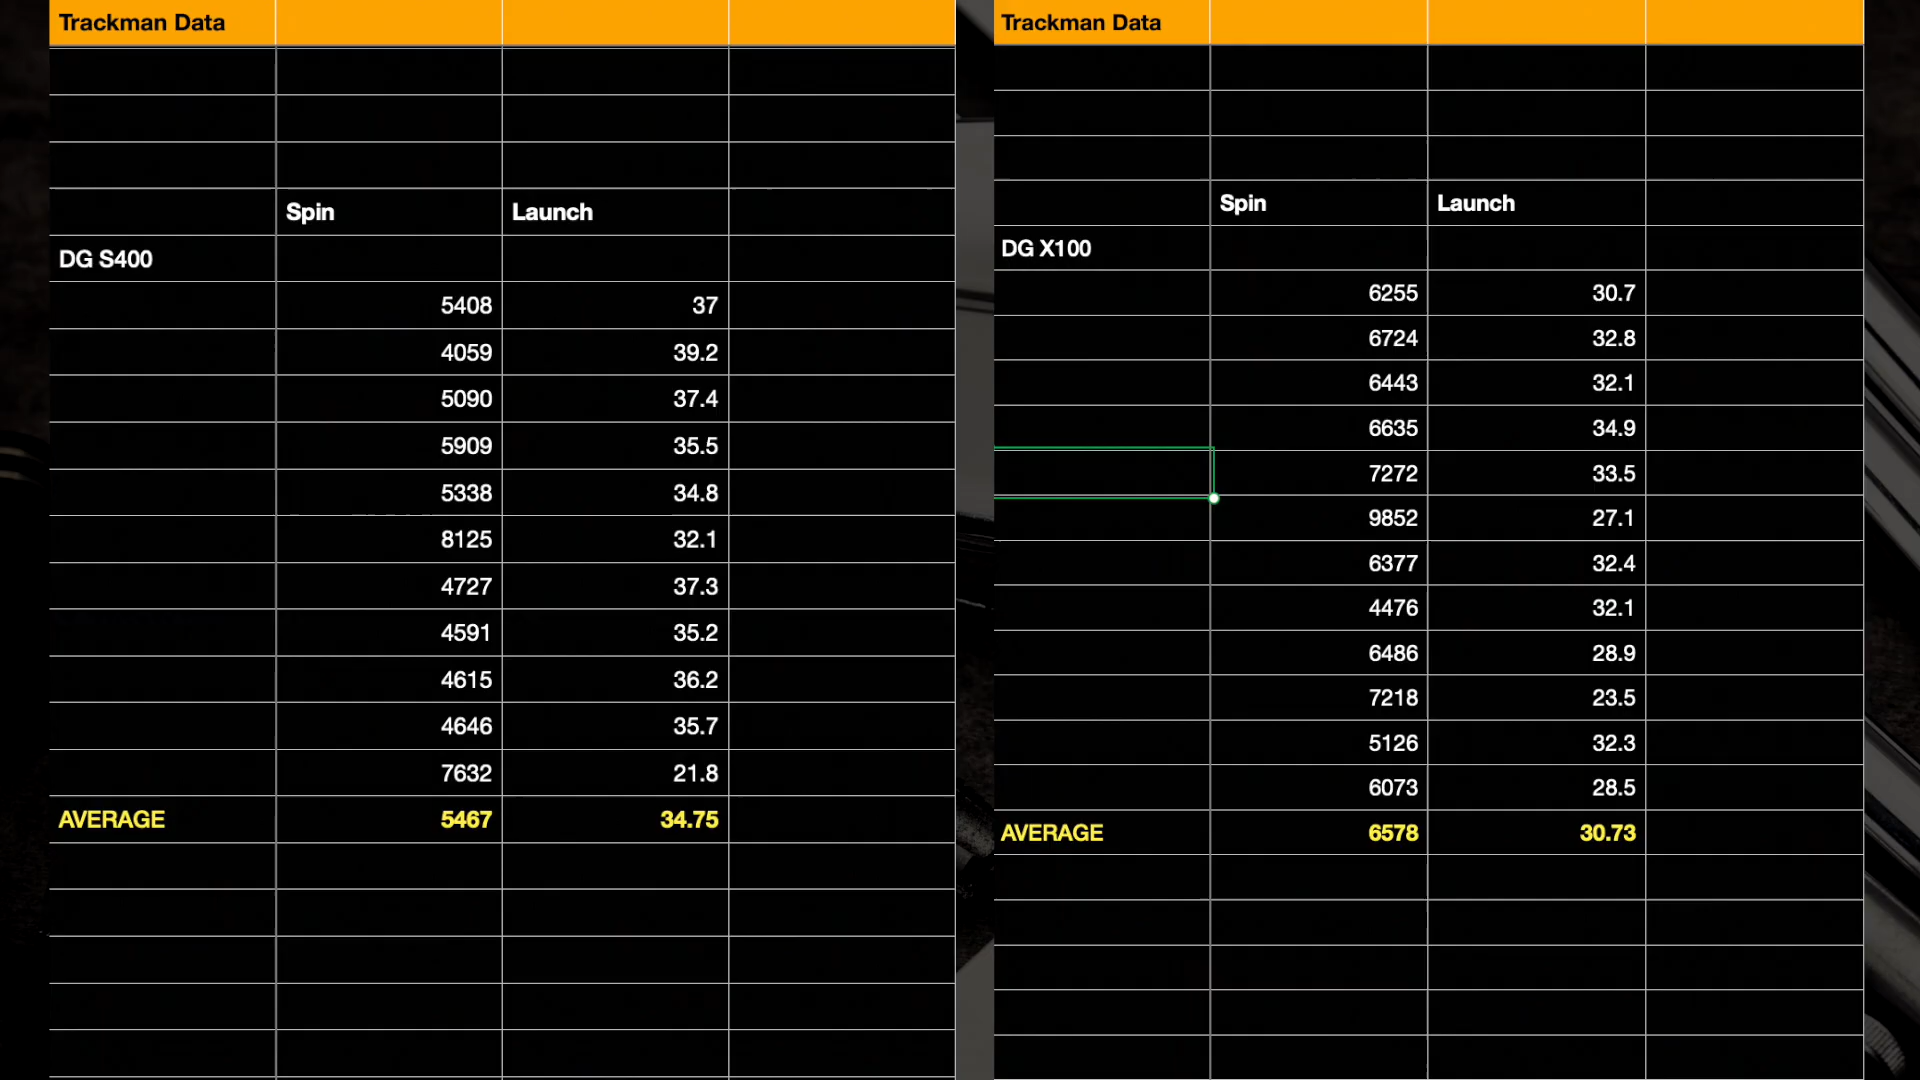 Trackman Data
Spin Launch
DG S400
5408 37
4059 39.2
5090 37.4
5909 35.5
5338 34.8
8125 32.1
4727 37.3
4591 35.2
4615 36.2
4646 35.7
7632 21.8
AVERAGE 5467 34.75
Trackman Data
Spin Launch
DG X100
6255 30.7
6724 32.8
6443 32.1
6635 34.9
7272 33.5
9852 27.1
6377 32.4
4476 32.1
6486 28.9
7218 23.5
5126 32.3
6073 28.5
AVERAGE 6578 30.73